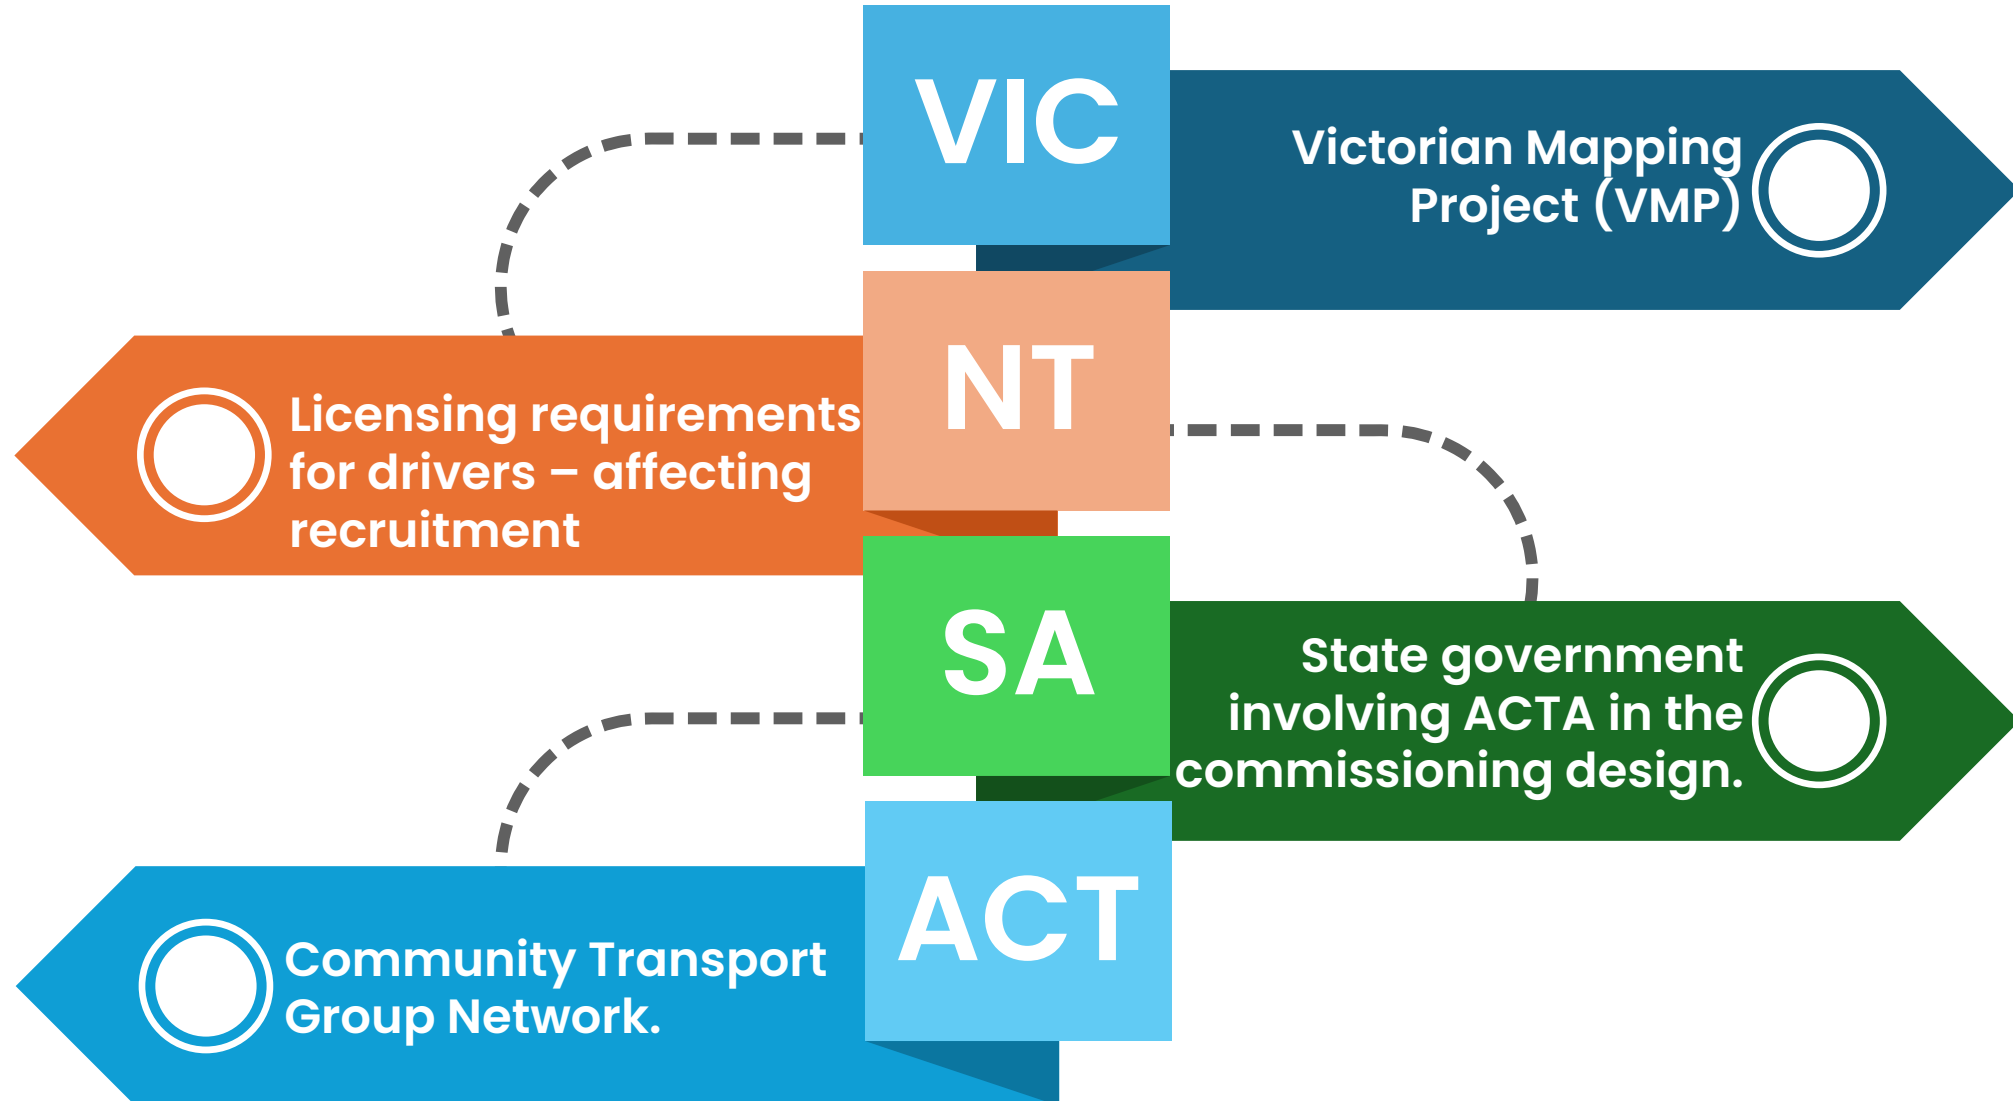 VIC
Victorian Mapping
Project (VMP)
NT
Licensing requirements
for drivers – affecting
recruitment
SA
State government
involving ACTA in the
commissioning design.
ACT
Community Transport
Group Network.